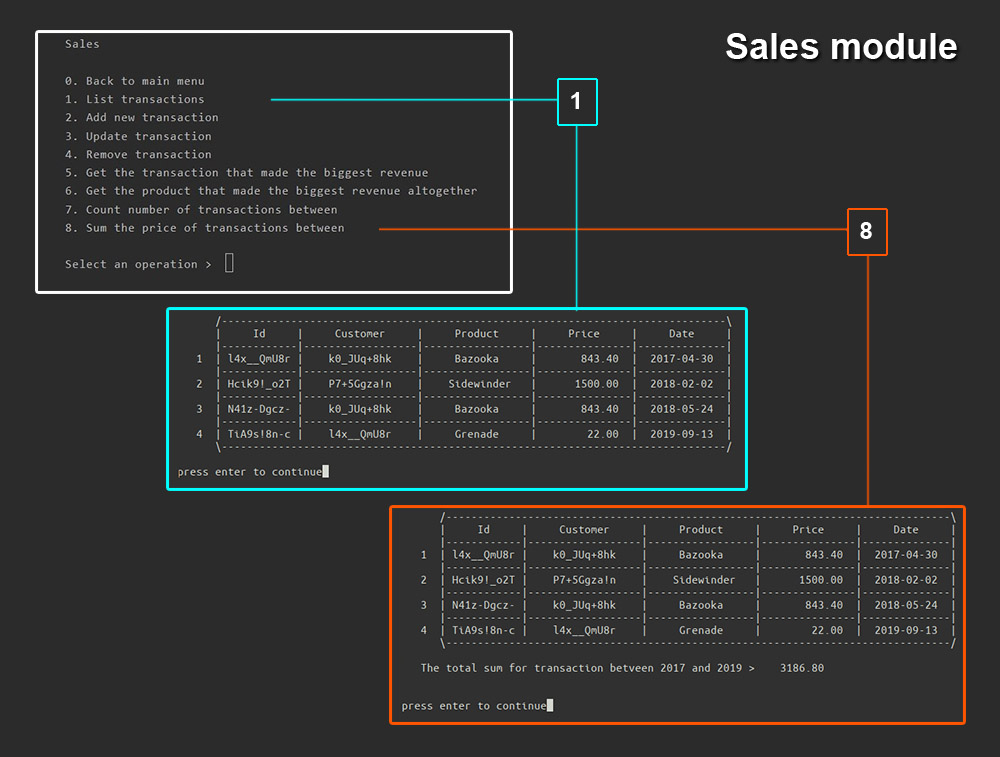 Sales module
Sales
0. Back to main menu
1. List transactions
2. Add new transaction
3. Update transaction
4. Remove transaction
5. Get the transaction that made the biggest revenue
6. Get the product that made the biggest revenue altogether
7. Count number of transactions between
8. Sum the price of transactions between
Select an operation >
1
8
/-----------------------------------------------------------------------------------\
| Id | Customer | Product | Price | Date |
1 | l4x__QmU8r | k0_JUq+8hk | Bazooka | 843.40 | 2017-04-30 |
2 | Hcik9!_o2T | P7+5Ggza!n | Sidewinder | 1500.00 | 2018-02-02 |
3 | N41z-Dgcz- | k0_JUq+8hk | Bazooka | 843.40 | 2018-05-24 |
4 | TiA9s!8n-c | l4x__QmU8r | Grenade | 22.00 | 2019-09-13 |
\-----------------------------------------------------------------------------------/
press enter to continue
/-----------------------------------------------------------------------------------\
| Id | Customer | Product | Price | Date |
1 | l4x__QmU8r | k0_JUq+8hk | Bazooka | 843.40 | 2017-04-30 |
2 | Hcik9!_o2T | P7+5Ggza!n | Sidewinder | 1500.00 | 2018-02-02 |
3 | N41z-Dgcz- | k0_JUq+8hk | Bazooka | 843.40 | 2018-05-24 |
4 | TiA9s!8n-c | l4x__QmU8r | Grenade | 22.00 | 2019-09-13 |
\-----------------------------------------------------------------------------------/
The total sum for transaction betveen 2017 and 2019 > 3186.80
press enter to continue